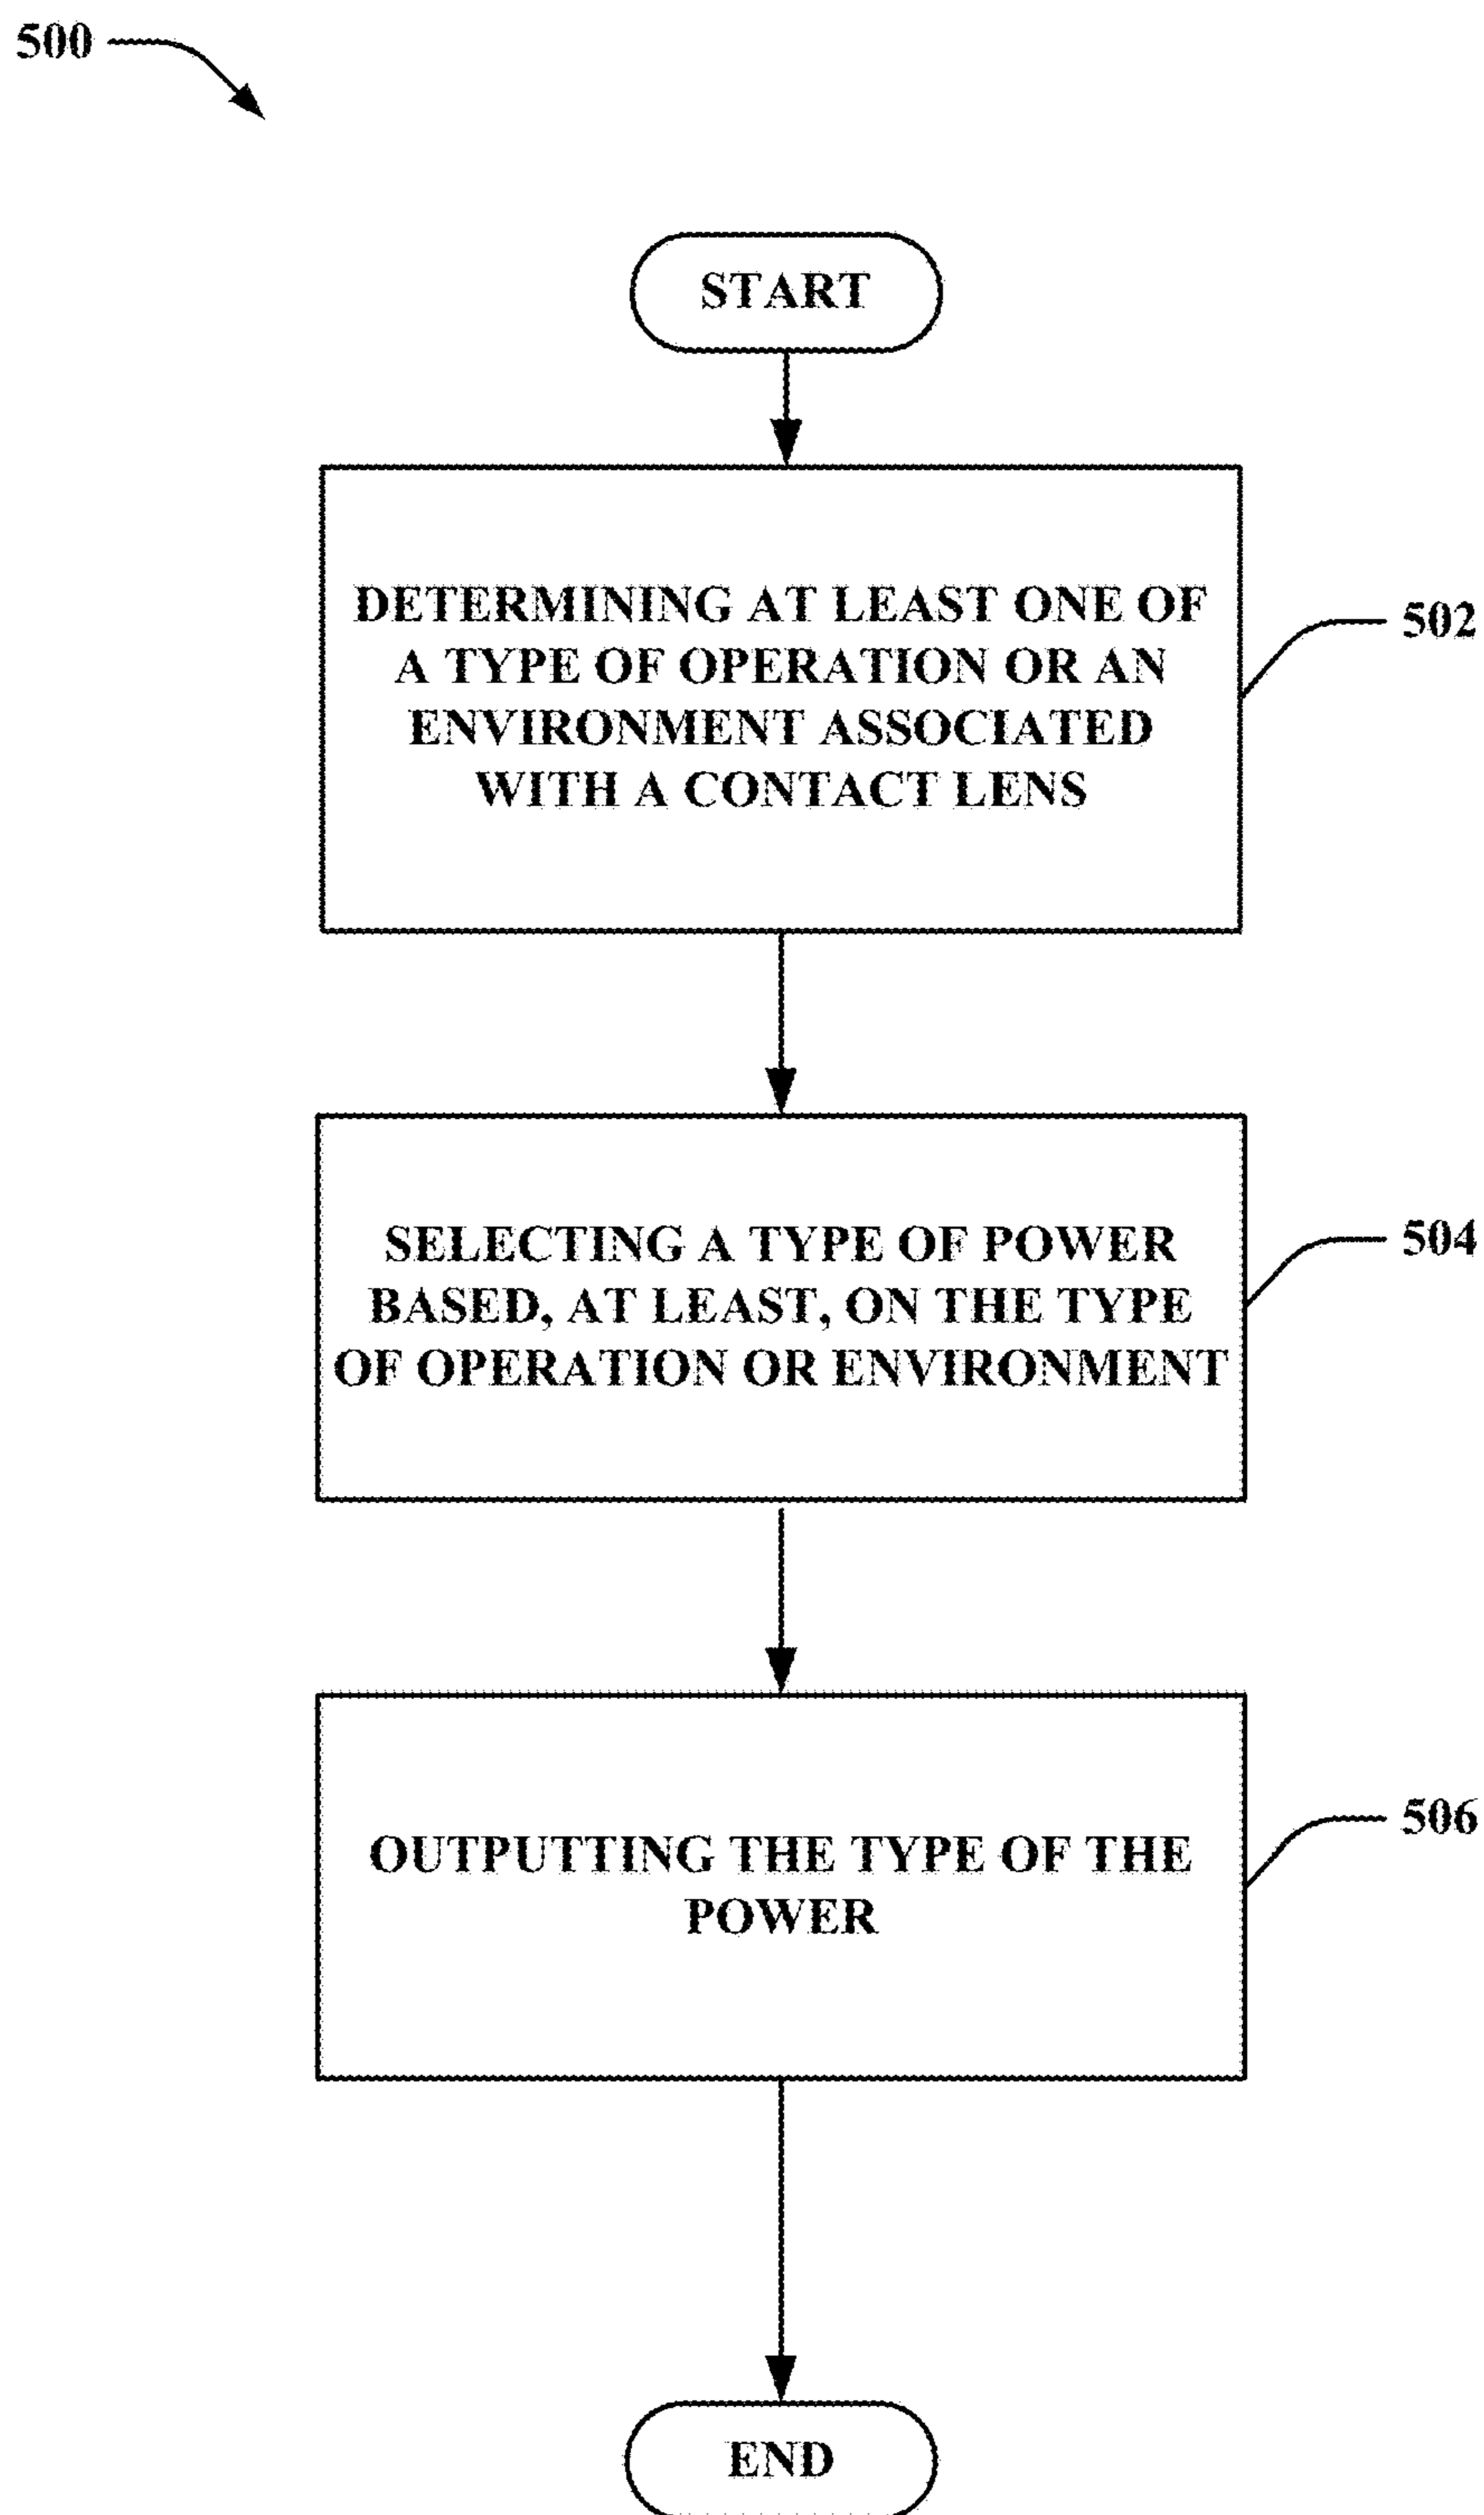 500
START
DETERMINING AT LEAST ONE OF
A TYPE OF OPERATION OR AN
ENVIRONMENT ASSOCIATED
WITH A CONTACT LENS
502
SELECTING A TYPE OF POWER
BASED, AT LEAST, ON THE TYPE
OF OPERATION OR ENVIRONMENT
504
OUTPUTTING THE TYPE OF THE
POWER
506
END